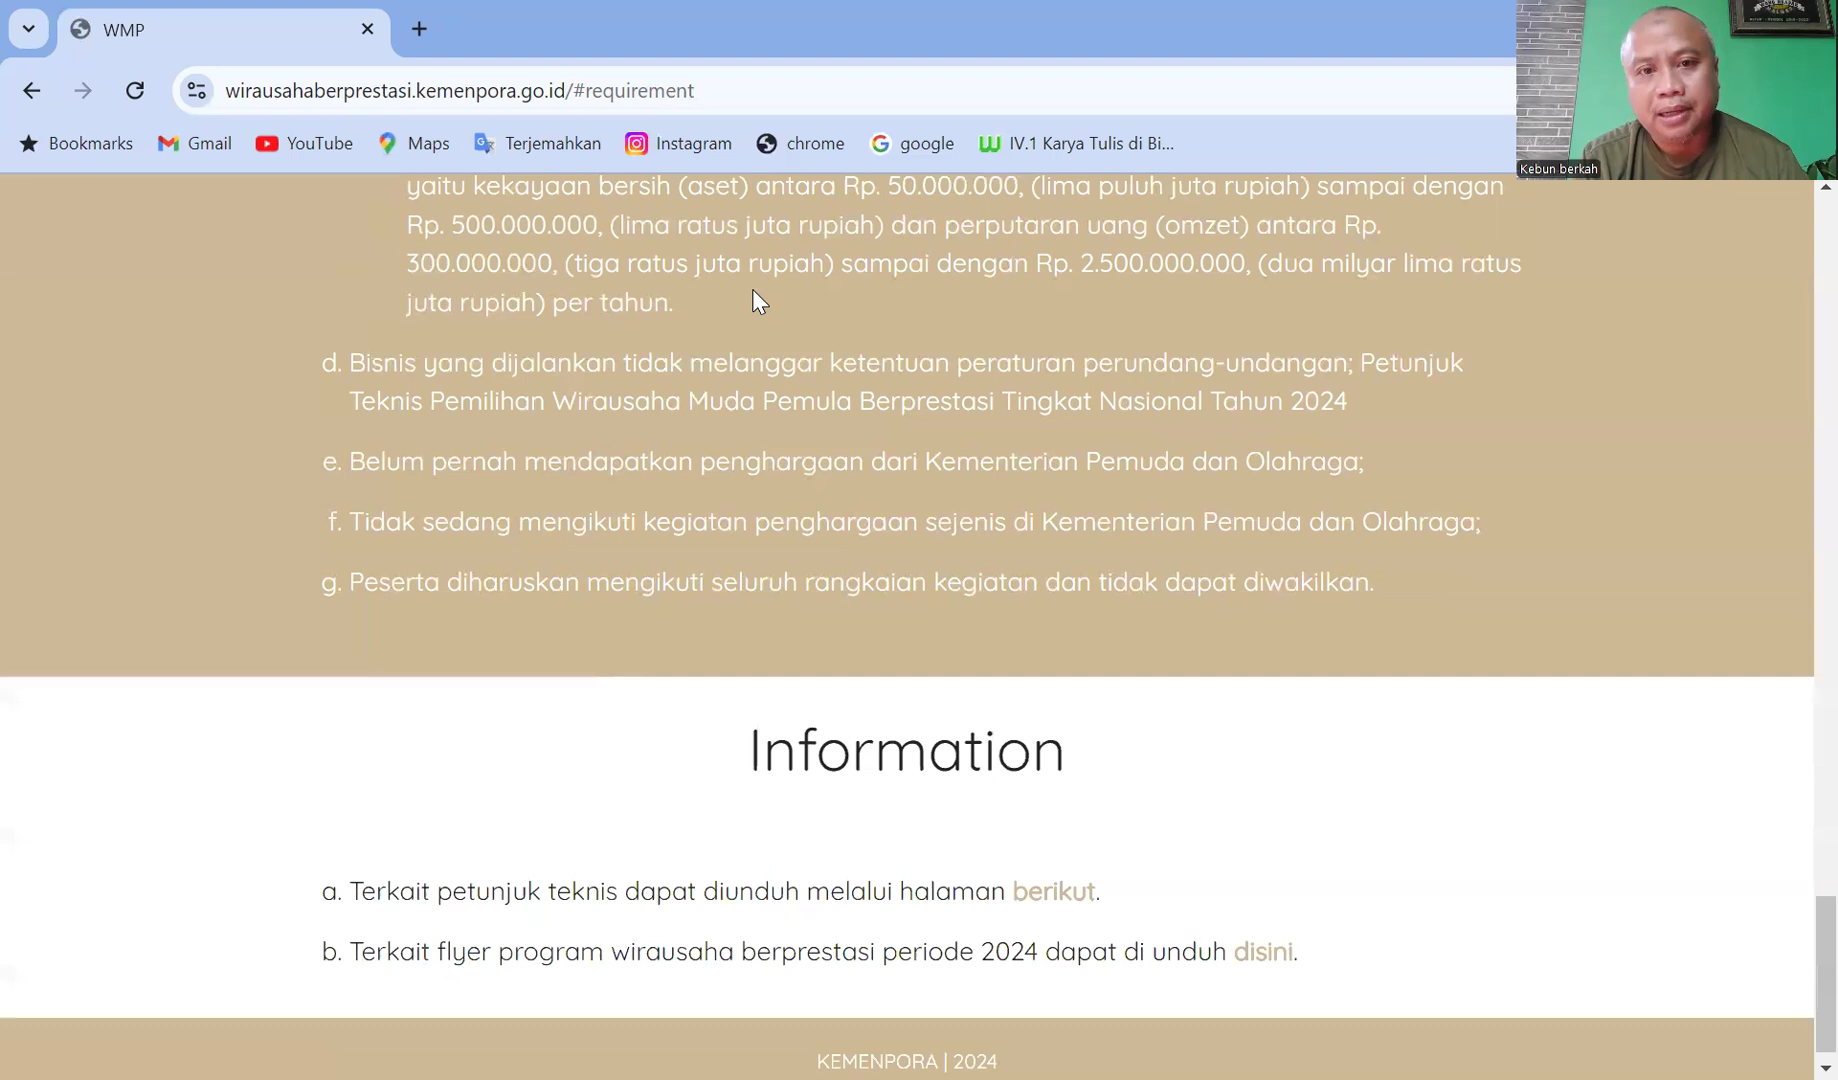 WMP
wirausahaberprestasi.kemenpora.go.id/#requirement
Bookmarks Gmail YouTube Maps Terjemahkan Instagram chrome google IV.1 Karya Tulis di Bi...
Kebun berkah
yaitu kekayaan bersih (aset) antara Rp. 50.000.000, (lima puluh juta rupiah) sampai dengan
Rp. 500.000.000, (lima ratus juta rupiah) dan perputaran uang (omzet) antara Rp.
300.000.000, (tiga ratus juta rupiah) sampai dengan Rp. 2.500.000.000, (dua milyar lima ratus
juta rupiah) per tahun.
d. Bisnis yang dijalankan tidak melanggar ketentuan peraturan perundang-undangan; Petunjuk
Teknis Pemilihan Wirausaha Muda Pemula Berprestasi Tingkat Nasional Tahun 2024
e. Belum pernah mendapatkan penghargaan dari Kementerian Pemuda dan Olahraga;
f. Tidak sedang mengikuti kegiatan penghargaan sejenis di Kementerian Pemuda dan Olahraga;
g. Peserta diharuskan mengikuti seluruh rangkaian kegiatan dan tidak dapat diwakilkan.
Information
a. Terkait petunjuk teknis dapat diunduh melalui halaman berikut.
b. Terkait flyer program wirausaha berprestasi periode 2024 dapat di unduh disini.
KEMENPORA | 2024